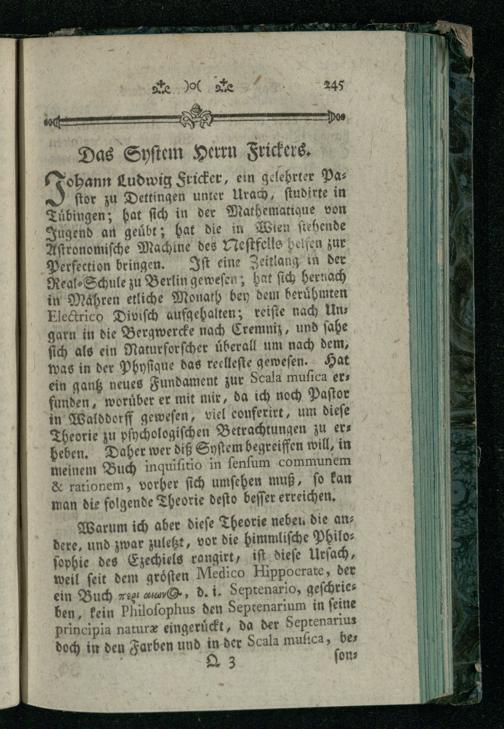 )o( 245
Das System Herrn Frickers.
Johann Ludwig Fricker, ein gelehrter Pa-
stor zu Dettingen unter Urach, studirte in
Tübingen; hat sich in der Mathematique von
Jugend an geübt; hat die in Wien stehende
Astronomische Machine des Nestfells helfen zur
Perfection bringen. Ist eine Zeitlang in der
Real-Schule zu Berlin gewesen; hat sich hernach
in Mähren etliche Monath bey dem berühmten
Electrico Divisch aufgehalten; reiste nach Un-
garn in die Bergwercke nach Cremniz, und sahe
sich als ein Naturforscher überall um nach dem,
was in der Physique das reelleste gewesen. Hat
ein gantz neues Fundament zur Scala musica er-
funden, worüber er mit mir, da ich noch Pastor
in Walddorff gewesen, viel conferirt, um diese
Theorie zu psychologischen Betrachtungen zu er-
heben. Daher wer diß System begreiffen will, in
meinem Buch inquisitio in sensum communem
& rationem, vorher sich umsehen muß, so kan
man die folgende Theorie desto besser erreichen.
Warum ich aber diese Theorie neben die an-
dere, und zwar zuletzt, vor die himmlische Philo-
sophie des Ezechiels rangirt, ist diese Ursach,
weil seit dem grösten Medico Hippocrate, der
ein Buch περι, d. i. Septenario, geschrie-
ben, kein Philosophus den Septenarium in seine
principia naturæ eingerückt, da der Septenarius
doch in den Farben und in der Scala musica, be-
Q 3 son-